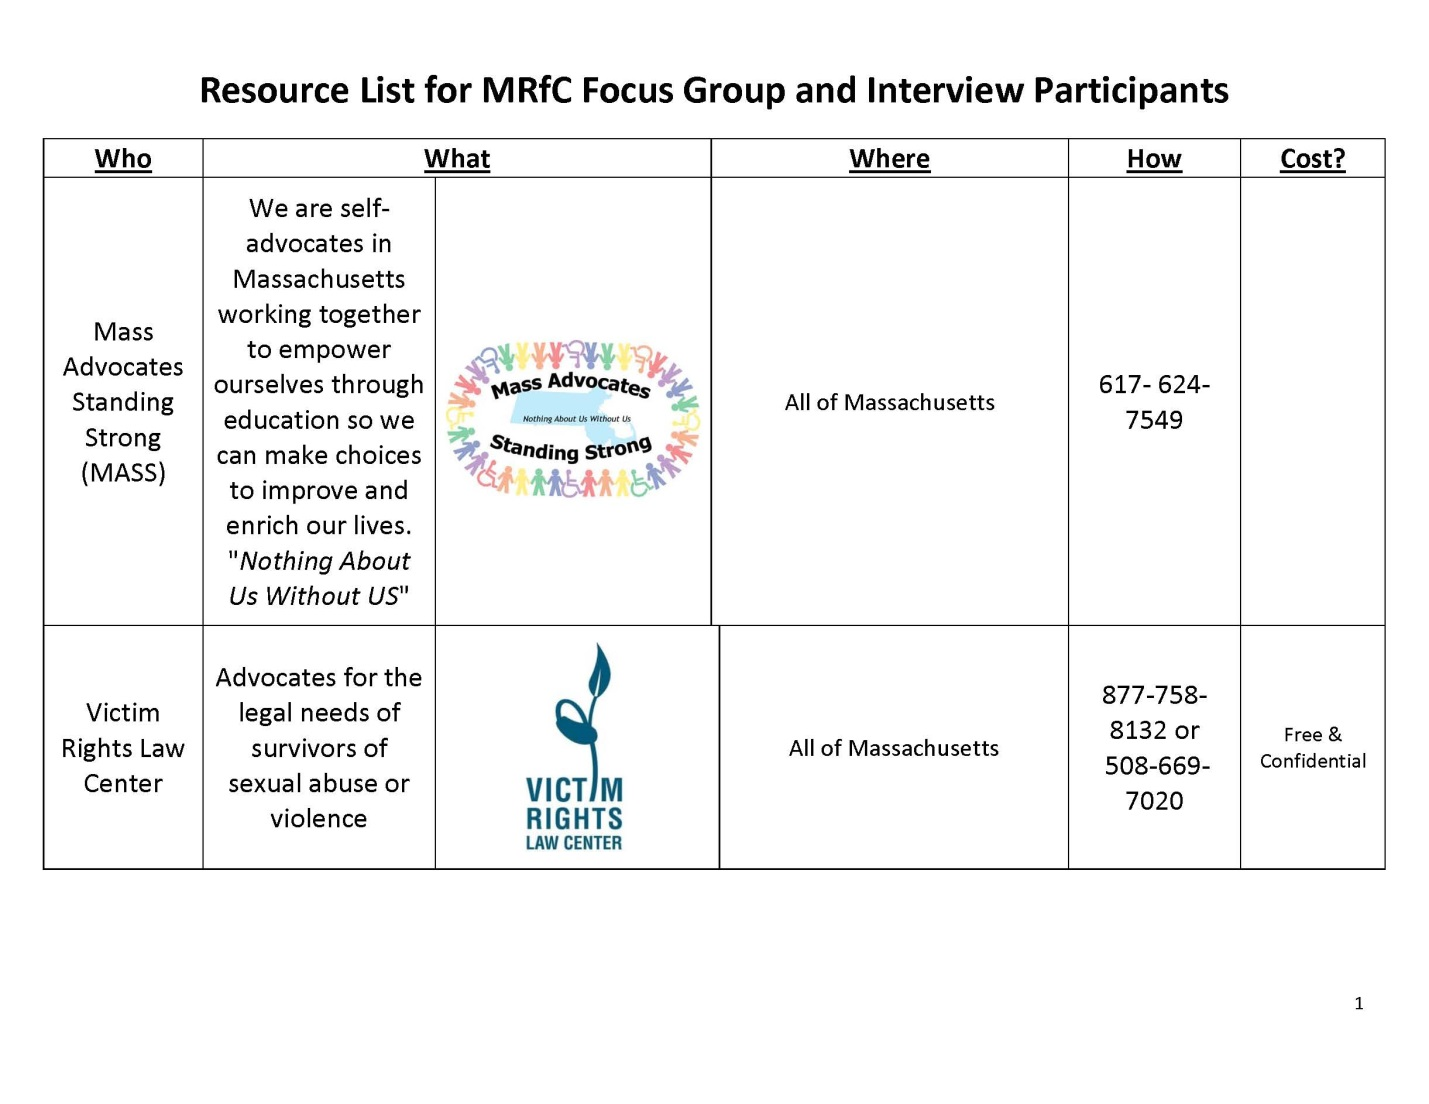 Resource List for MRfC Focus Group and Interview Participants
Who
What
Where
How
Cost?
Mass
Advocates
Standing
Strong
(MASS)
We are self-
advocates in
Massachusetts
working together
to empower
ourselves through
education so we
can make choices
to improve and
enrich our lives.
"Nothing About
Us Without US"
Mass Advocates
Nothing About Us Without Us
Standing Strong
All of Massachusetts
617- 624-
7549
Victim
Rights Law
Center
Advocates for the
legal needs of
survivors of
sexual abuse or
violence
VICTIM
RIGHTS
LAW CENTER
All of Massachusetts
877-758-
8132 or
508-669-
7020
Free &
Confidential
1